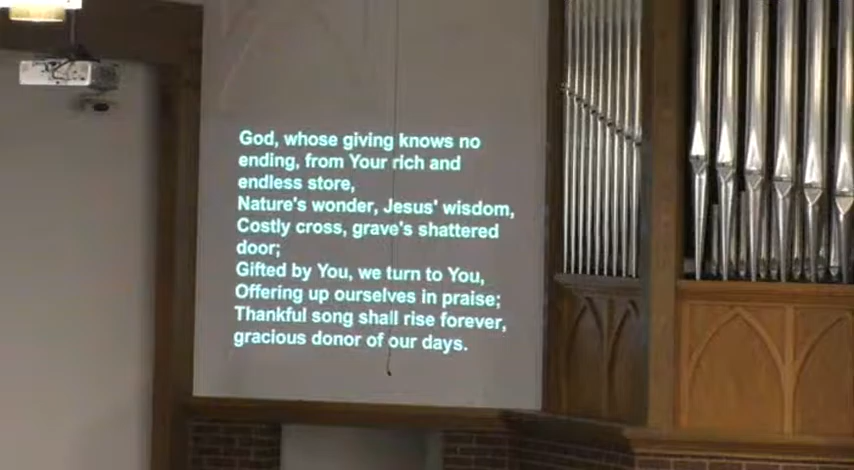 God, whose giving knows no
ending, from Your rich and
endless store,
Nature's wonder, Jesus' wisdom,
Costly cross, grave's shattered
door;
Gifted by You, we turn to You,
Offering up ourselves in praise;
Thankful song shall rise forever,
gracious donor of our days.